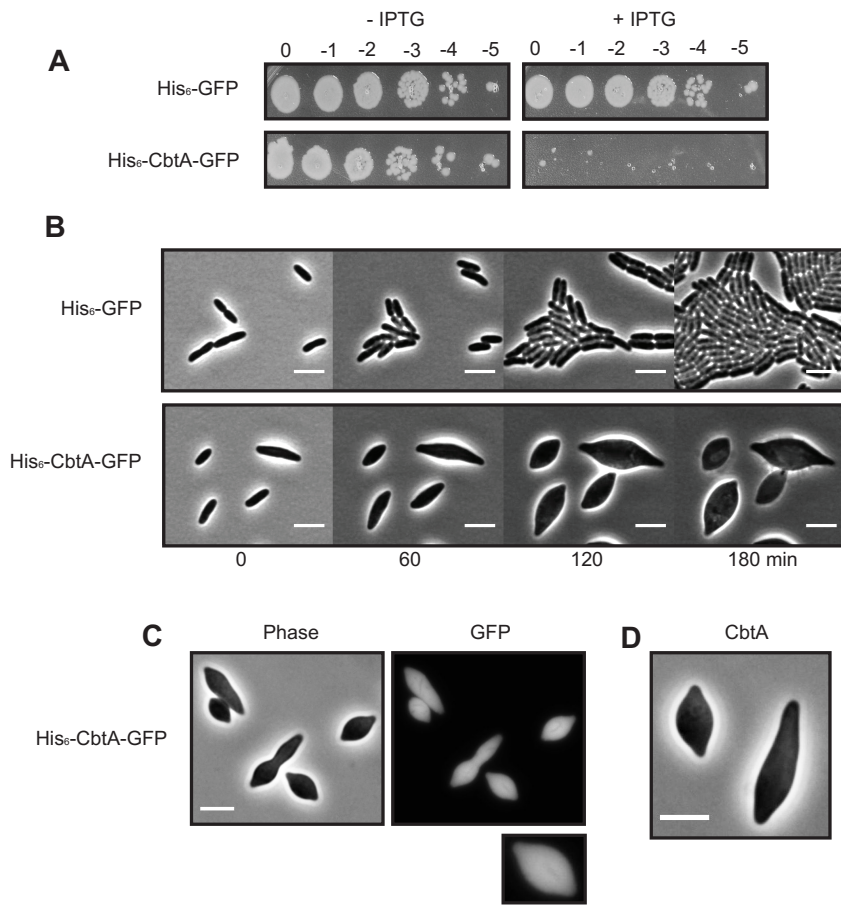 - IPTG + IPTG
A 0 -1 -2 -3 -4 -5 0 -1 -2 -3 -4 -5
His₆-GFP
His₆-CbtA-GFP
B
His₆-GFP
His₆-CbtA-GFP
0 60 120 180 min
C Phase GFP D CbtA
His₆-CbtA-GFP